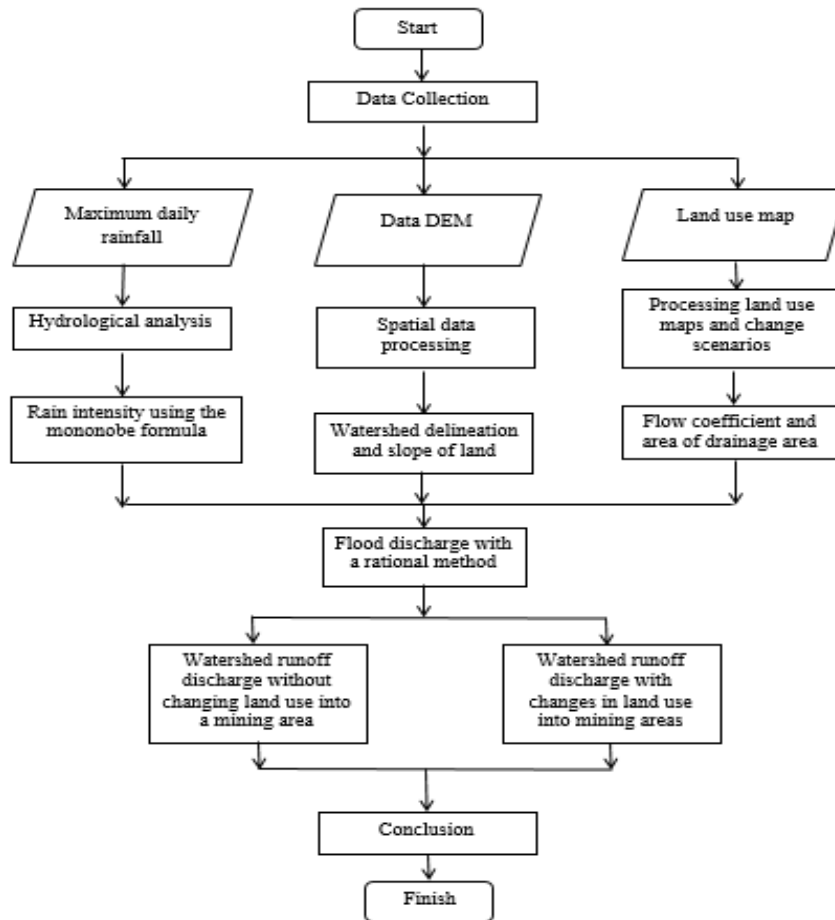 Start
Data Collection
Maximum daily
rainfall
Data DEM
Land use map
Hydrological analysis
Spatial data
processing
Processing land use
maps and change
scenarios
Rain intensity using the
mononobe formula
Watershed delineation
and slope of land
Flow coefficient and
area of drainage area
Flood discharge with
a rational method
Watershed runoff
discharge without
changing land use into
a mining area
Watershed runoff
discharge with
changes in land use
into mining areas
Conclusion
Finish